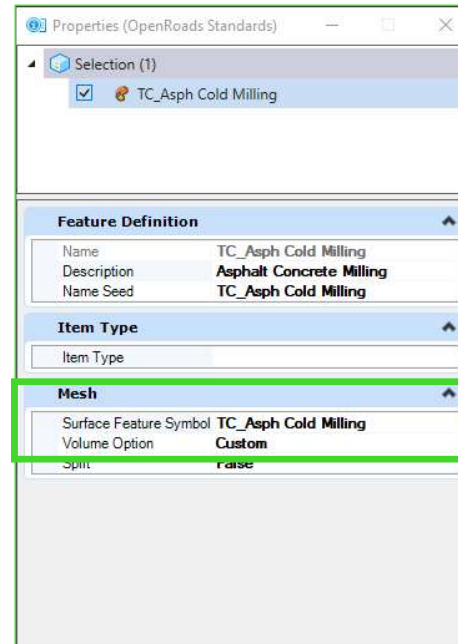 Properties (OpenRoads Standards)
Selection (1)
TC_Asph Cold Milling
Feature Definition
Name TC_Asph Cold Milling
Description Asphalt Concrete Milling
Name Seed TC_Asph Cold Milling
Item Type
Item Type
Mesh
Surface Feature Symbol TC_Asph Cold Milling
Volume Option Custom
Split False